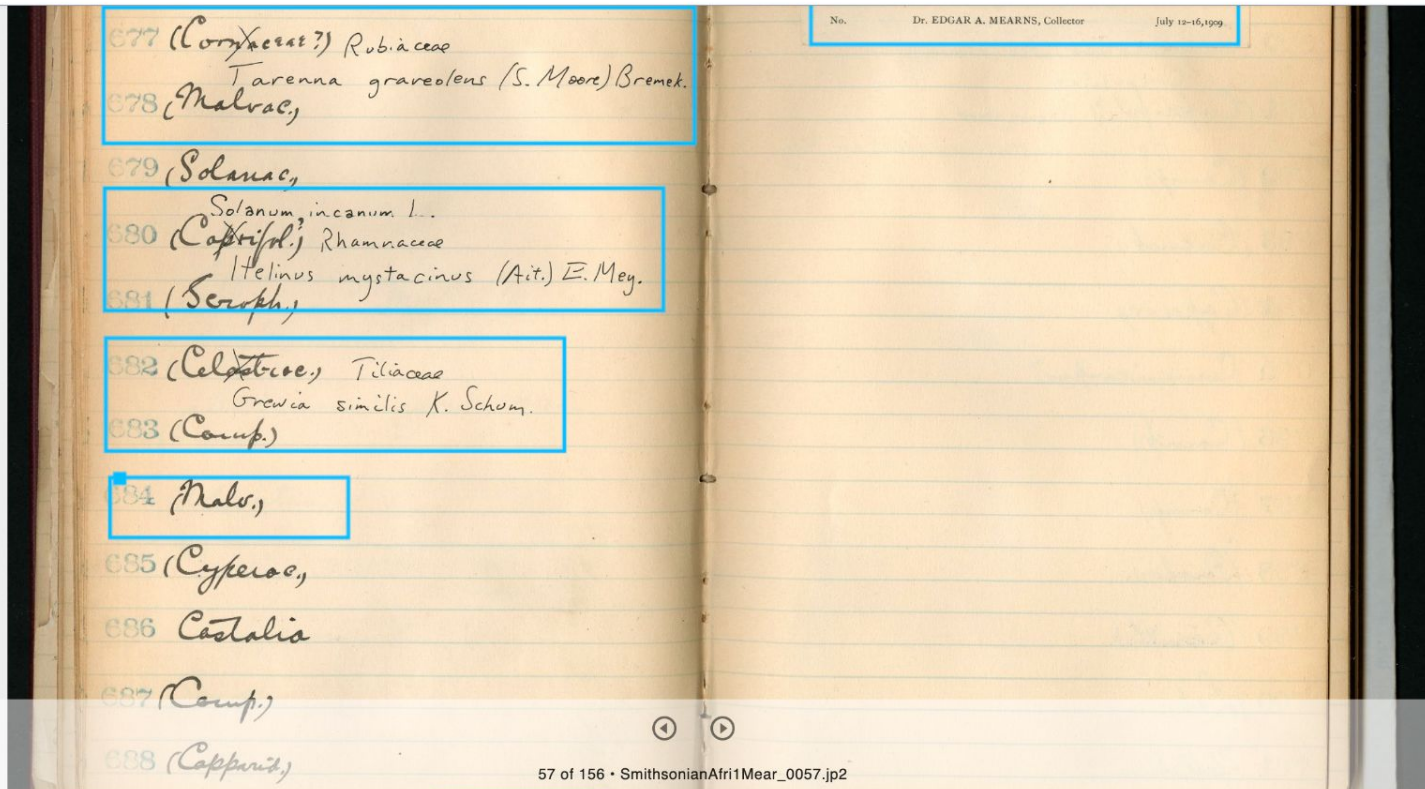 677 (Cornaceae?) Rubiaceae
Tarenna graveolens (S. Moore) Bremek.
678 (Malvac.)
679 (Solanac.)
Solanum incanum L.
680 (Caprifol.?) Rhamnaceae
Helinus mystacinus (Ait.) E. Mey.
681 (Scroph.)
682 (Celastrac.) Tiliaceae
Grewia similis K. Schum.
683 (Comp.)
684 (Malv.)
685 (Cyperac.)
686 Castalia
687 (Comp.)
688 (Capparid.)
No. Dr. EDGAR A. MEARNS, Collector July 12-16, 1909
57 of 156 • SmithsonianAfri1Mear_0057.jp2